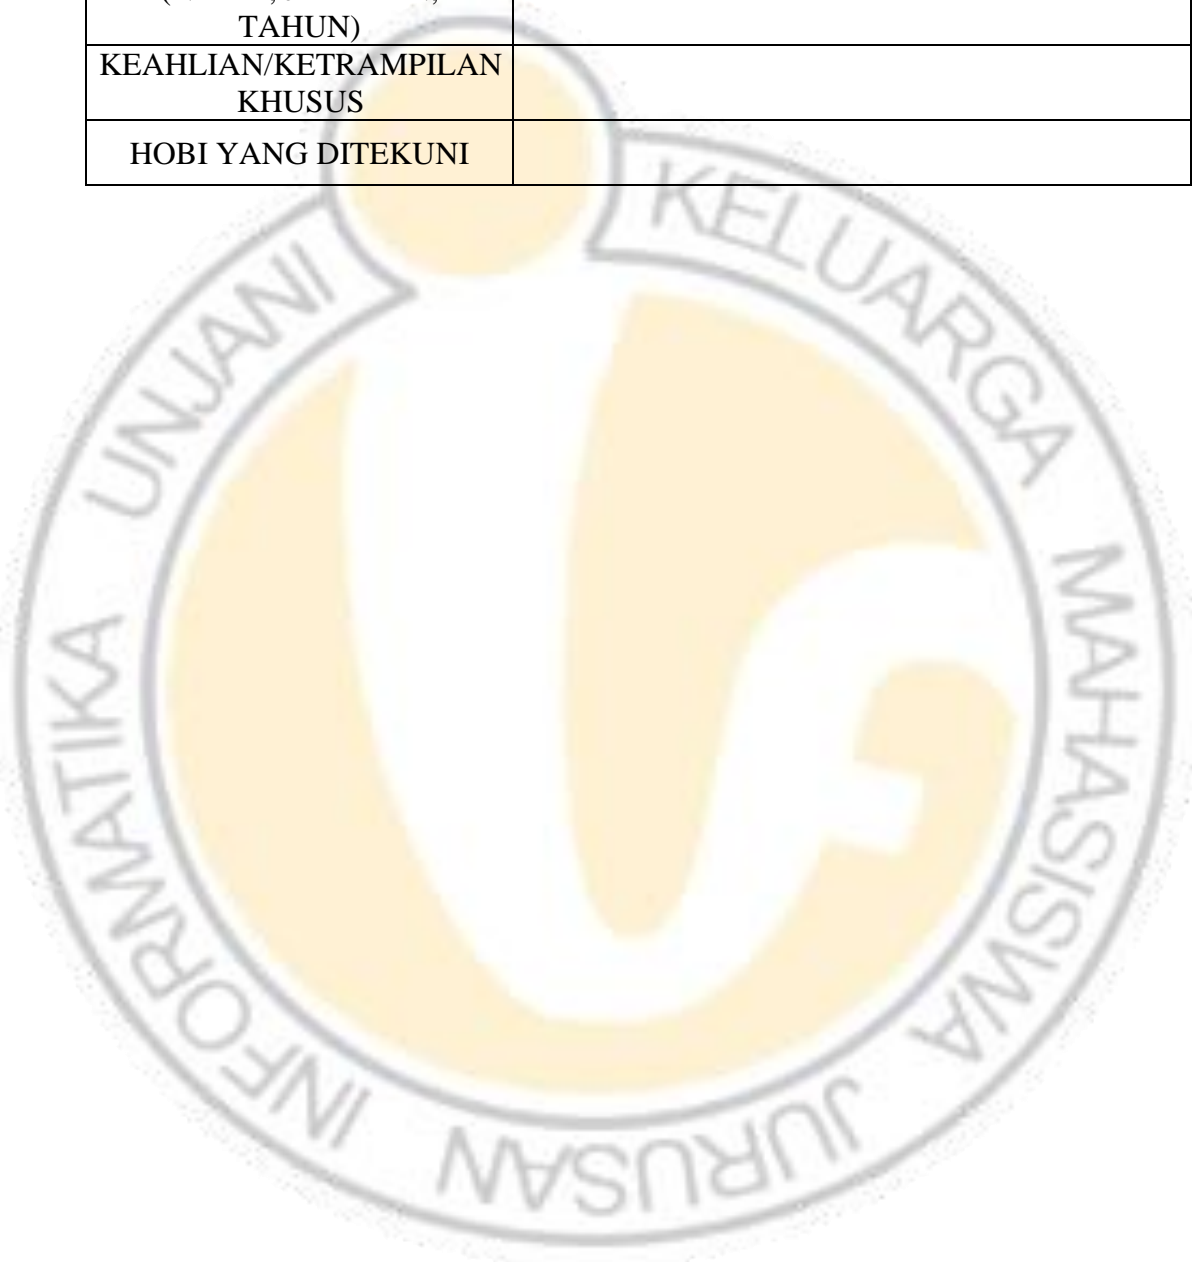 TAHUN)
KEAHLIAN/KETRAMPILAN
KHUSUS
HOBI YANG DITEKUNI
KELUARGA MAHASISWA JURUSAN INFORMATIKA UNJANI